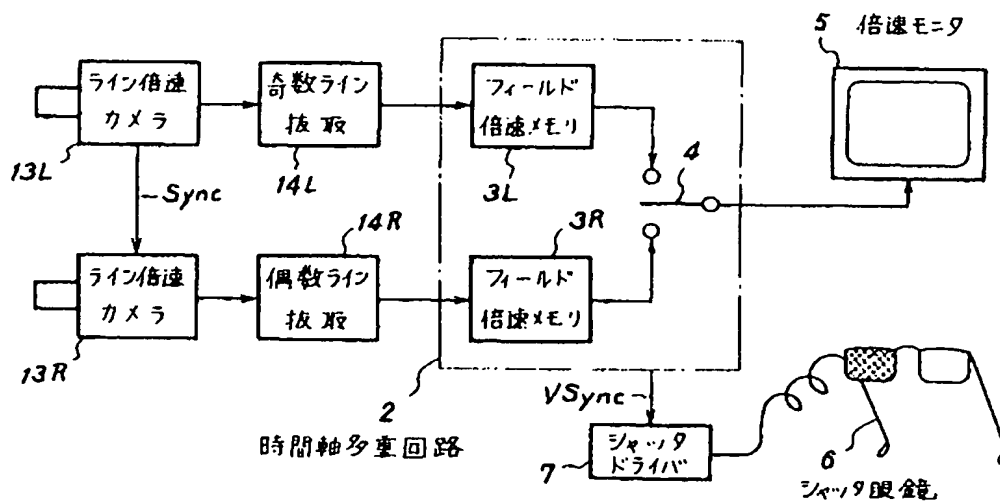 5 倍速モニタ
ライン倍速
カメラ
13L
奇数ライン
抜取
14L
フィールド
倍速メモリ
3L
4
Sync
ライン倍速
カメラ
13R
14R
偶数ライン
抜取
3R
フィールド
倍速メモリ
2
時間軸多重回路
VSync
7
シャッタ
ドライバ
6
シャッタ眼鏡